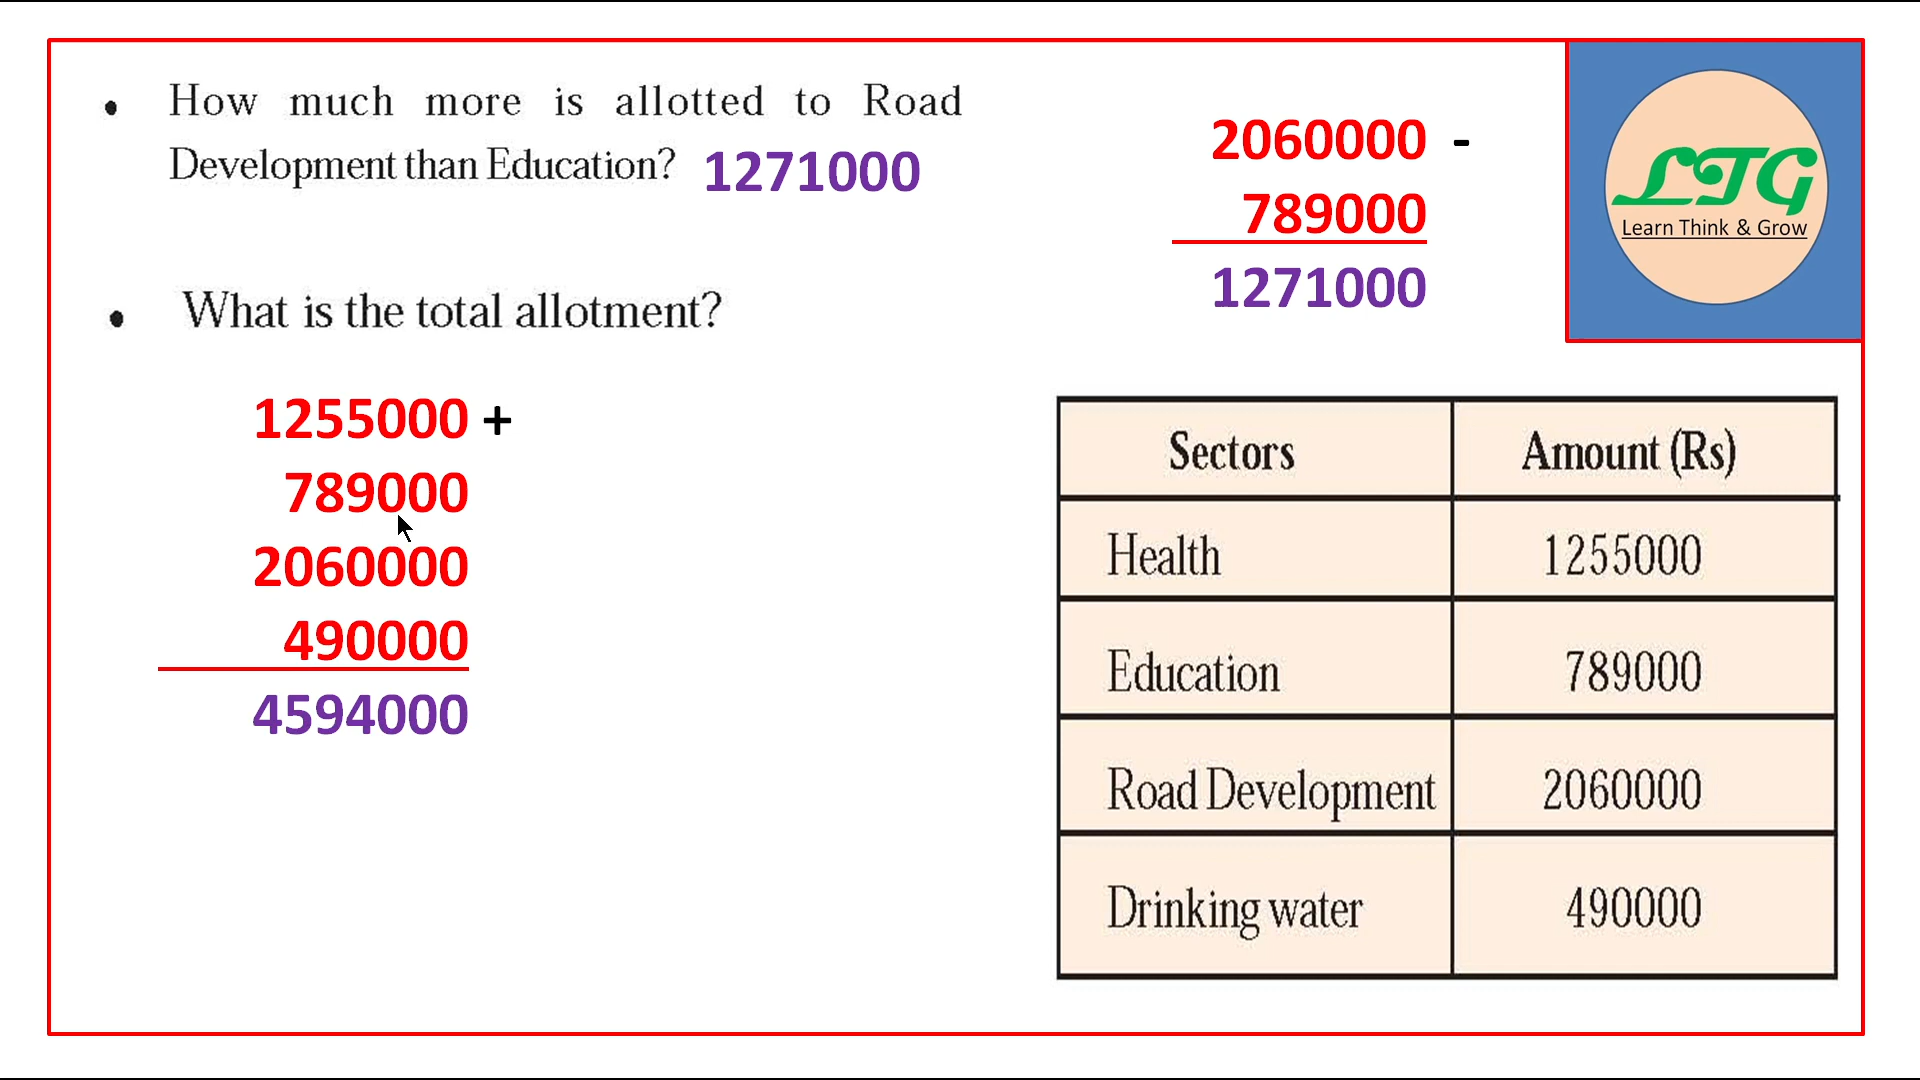 • How much more is allotted to Road
Development than Education? 1271000
2060000 -
789000
1271000
LTG
Learn Think & Grow
• What is the total allotment?
1255000 +
789000
2060000
490000
4594000
Sectors Amount (Rs)
Health 1255000
Education 789000
Road Development 2060000
Drinking water 490000